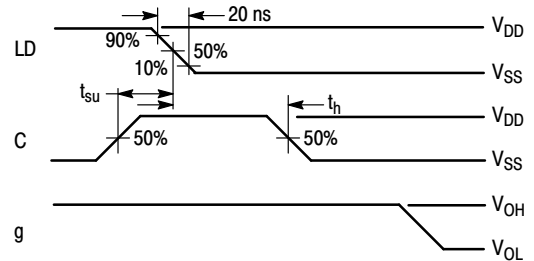 20 ns
V_DD
90%
LD
50%
10%
V_SS
t_su
t_h
V_DD
C
50%
50%
V_SS
V_OH
g
V_OL